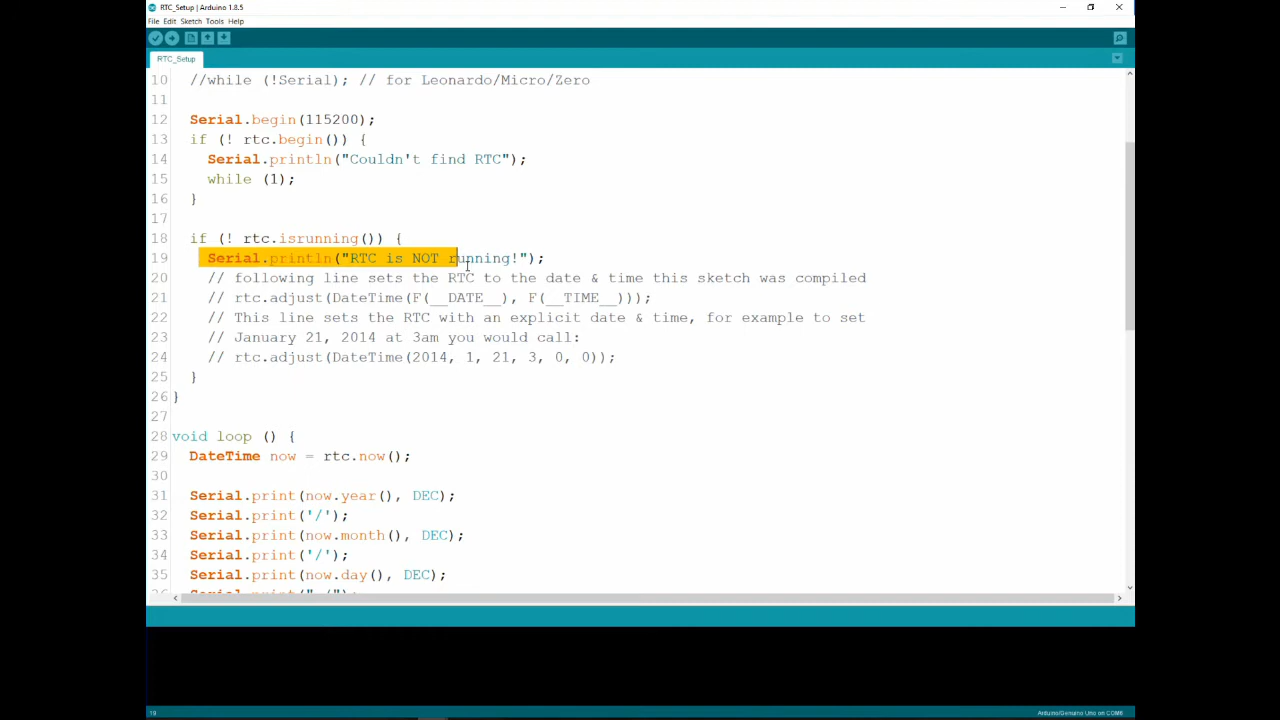 RTC_Setup | Arduino 1.8.5
File Edit Sketch Tools Help
RTC_Setup
10 //while (!Serial); // for Leonardo/Micro/Zero
11
12 Serial.begin(115200);
13 if (! rtc.begin()) {
14 Serial.println("Couldn't find RTC");
15 while (1);
16 }
17
18 if (! rtc.isrunning()) {
19 Serial.println("RTC is NOT running!");
20 // following line sets the RTC to the date & time this sketch was compiled
21 // rtc.adjust(DateTime(F(__DATE__), F(__TIME__)));
22 // This line sets the RTC with an explicit date & time, for example to set
23 // January 21, 2014 at 3am you would call:
24 // rtc.adjust(DateTime(2014, 1, 21, 3, 0, 0));
25 }
26 }
27
28 void loop () {
29 DateTime now = rtc.now();
30
31 Serial.print(now.year(), DEC);
32 Serial.print('/');
33 Serial.print(now.month(), DEC);
34 Serial.print('/');
35 Serial.print(now.day(), DEC);
19 Arduino/Genuino Uno on COM6